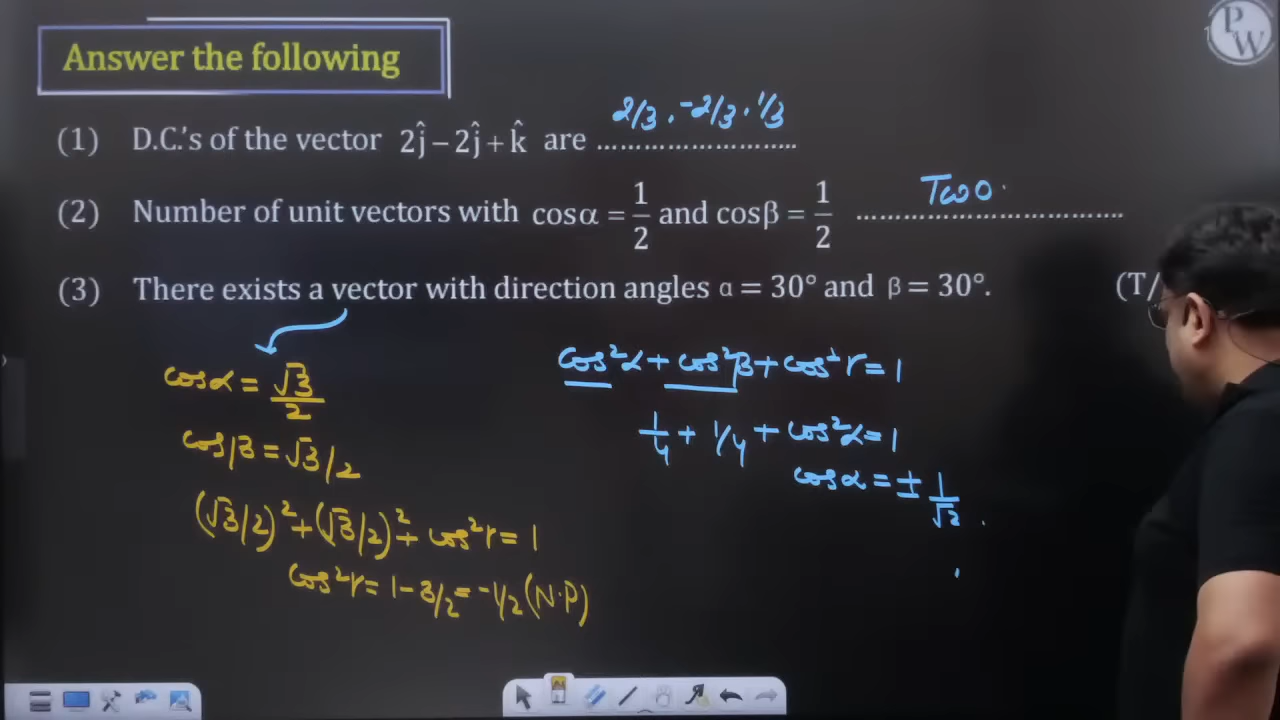 PW
Answer the following
(1) D.C.'s of the vector 2ĵ − 2ĵ + k̂ are ........................... 2/3, -2/3, 1/3
(2) Number of unit vectors with cosα = 1/2 and cosβ = 1/2 .................................... Two.
(3) There exists a vector with direction angles α = 30° and β = 30°. (T/
cosα = √3/2
cosβ = √3/2
(√3/2)² + (√3/2)² + cos²r = 1
cos²r = 1 - 3/2 = -1/2 (N.P)
cos²α + cos²β + cos²r = 1
1/4 + 1/4 + cos²α = 1
cosα = ± 1/√2.